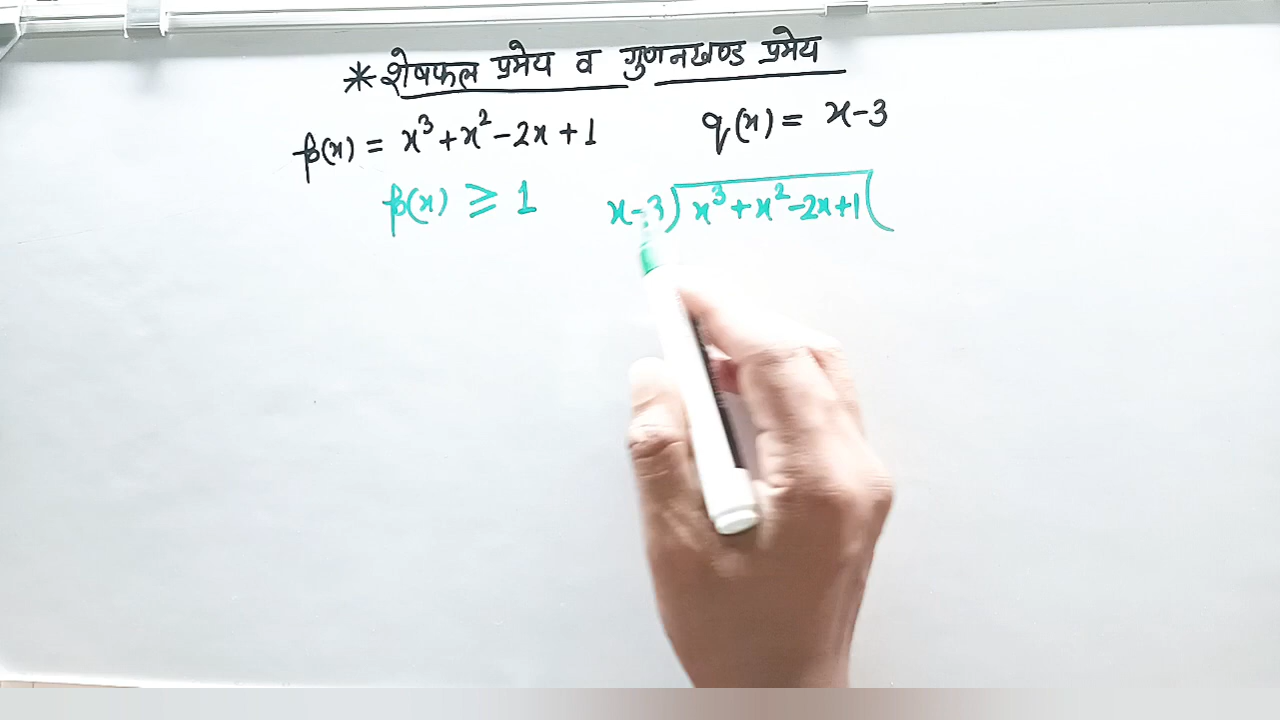 * शेषफल प्रमेय व गुणनखण्ड प्रमेय
p(x) = x³ + x² - 2x + 1 q(x) = x - 3
p(x) ≥ 1 x - 3) x³ + x² - 2x + 1 (